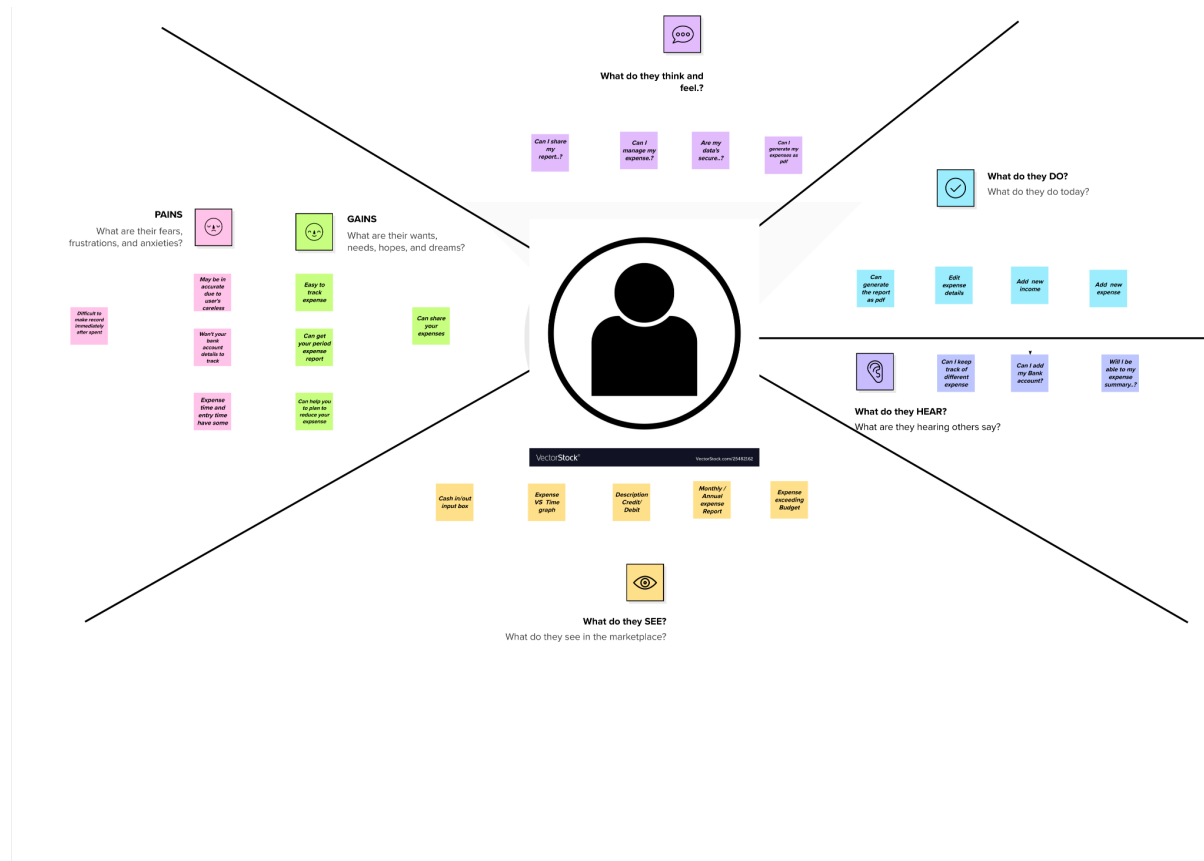 What do they think and
feel.?
Can I share
my
report..?
Can I
manage my
expense.?
Are my
data's
secure..?
Can I
generate my
expenses as
pdf
What do they DO?
What do they do today?
Can
generate
the report
as pdf
Edit
expense
details
Add new
income
Add new
expense
PAINS
What are their fears,
frustrations, and anxieties?
GAINS
What are their wants,
needs, hopes, and dreams?
Difficult to
make record
immediately
after spent
May be in
accurate
due to
user's
careless
Won't your
bank
account
details to
track
Expense
time and
entry time
have some
Easy to
track
expense
Can get
your period
expense
report
Can help you
to plan to
reduce your
expsense
Can share
your
expenses
What do they HEAR?
What are they hearing others say?
Can I keep
track of
different
expense
Can I add
my Bank
account?
Will I be
able to my
expense
summary..?
VectorStock®
VectorStock.com/25482162
Cash in/out
input box
Expense
VS Time
graph
Description
Credit/
Debit
Monthly /
Annual
expense
Report
Expense
exceeding
Budget
What do they SEE?
What do they see in the marketplace?